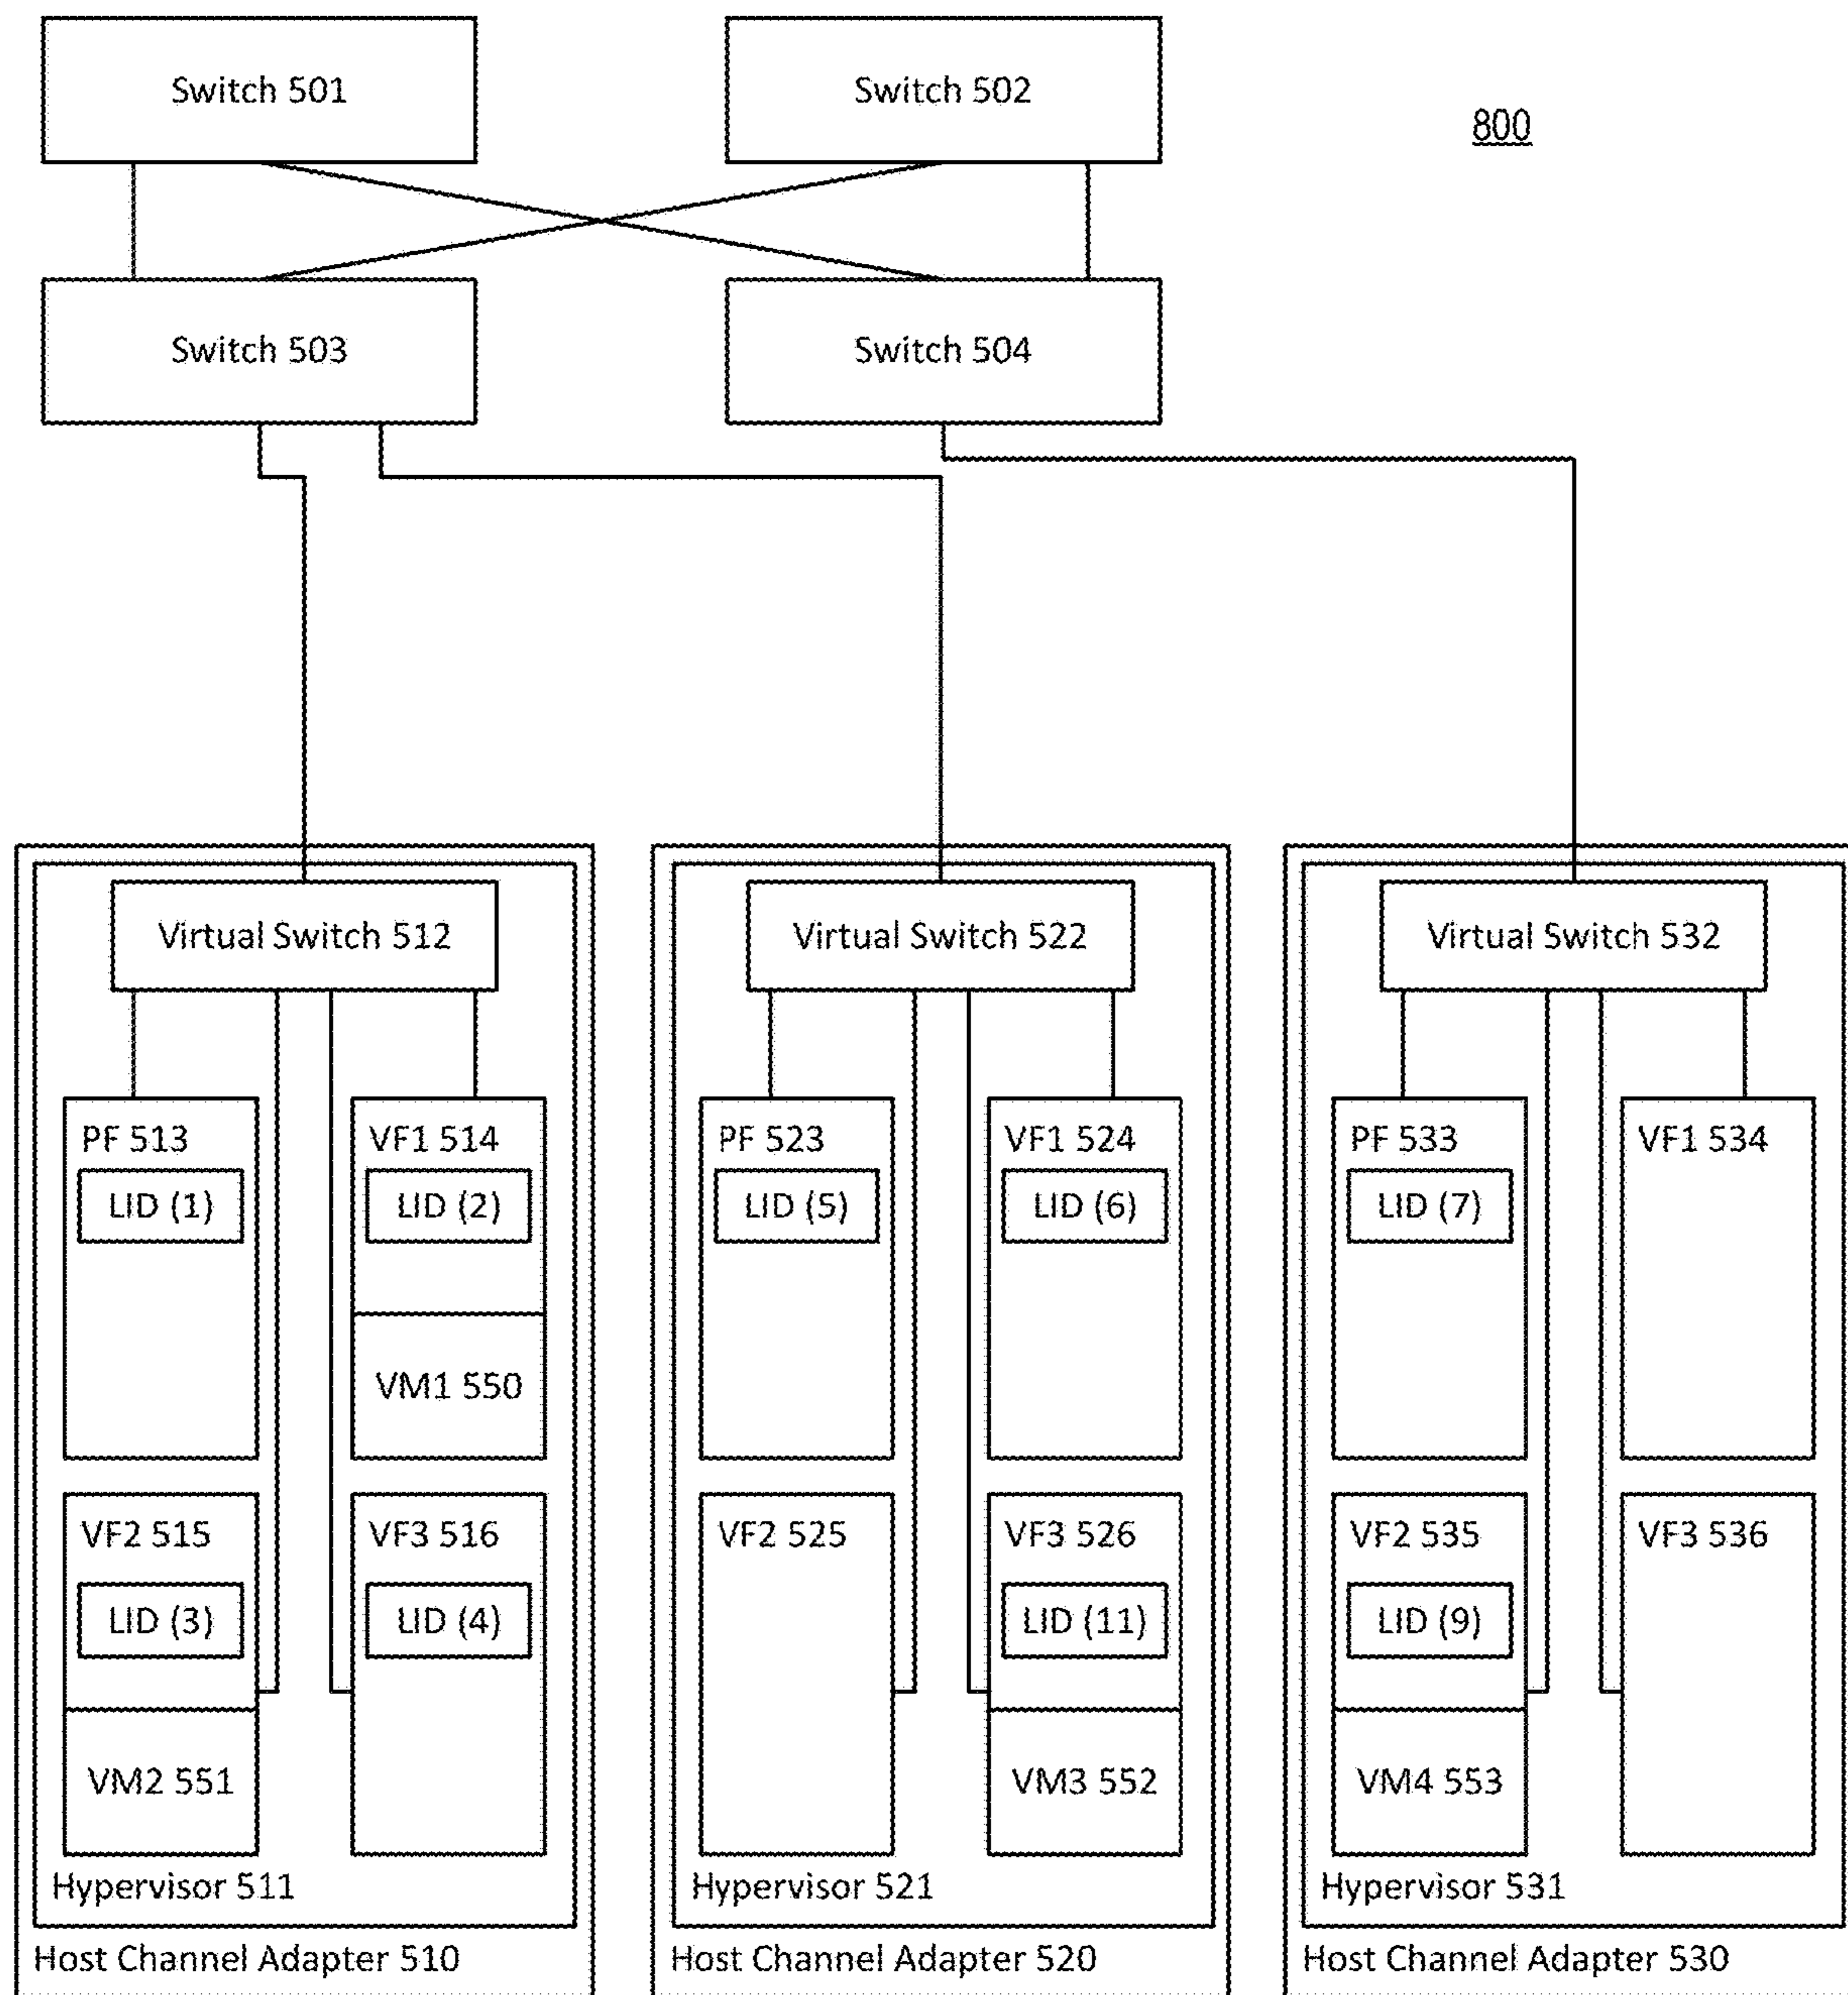 Switch 501
Switch 502
800
Switch 503
Switch 504
Virtual Switch 512
PF 513
LID (1)
VF1 514
LID (2)
VM1 550
VF2 515
LID (3)
VM2 551
VF3 516
LID (4)
Hypervisor 511
Host Channel Adapter 510
Virtual Switch 522
PF 523
LID (5)
VF1 524
LID (6)
VF2 525
VF3 526
LID (11)
VM3 552
Hypervisor 521
Host Channel Adapter 520
Virtual Switch 532
PF 533
LID (7)
VF1 534
VF2 535
LID (9)
VM4 553
VF3 536
Hypervisor 531
Host Channel Adapter 530